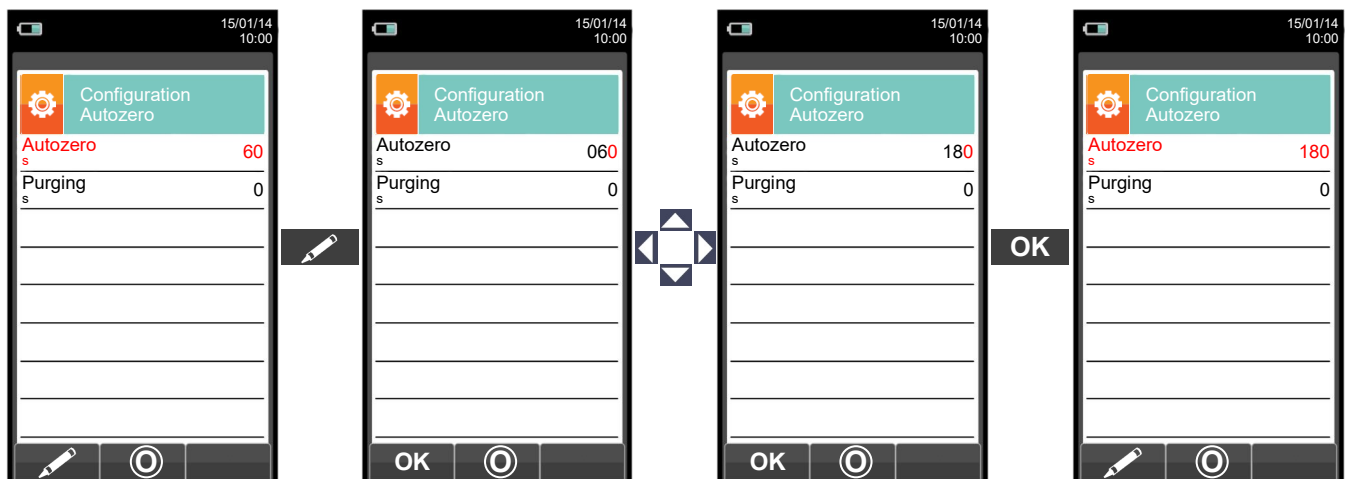 15/01/14
10:00
Configuration
Autozero
Autozero
s
60
Purging
s
0
15/01/14
10:00
Configuration
Autozero
Autozero
s
060
Purging
s
0
OK
15/01/14
10:00
Configuration
Autozero
Autozero
s
180
Purging
s
0
OK
OK
15/01/14
10:00
Configuration
Autozero
Autozero
s
180
Purging
s
0